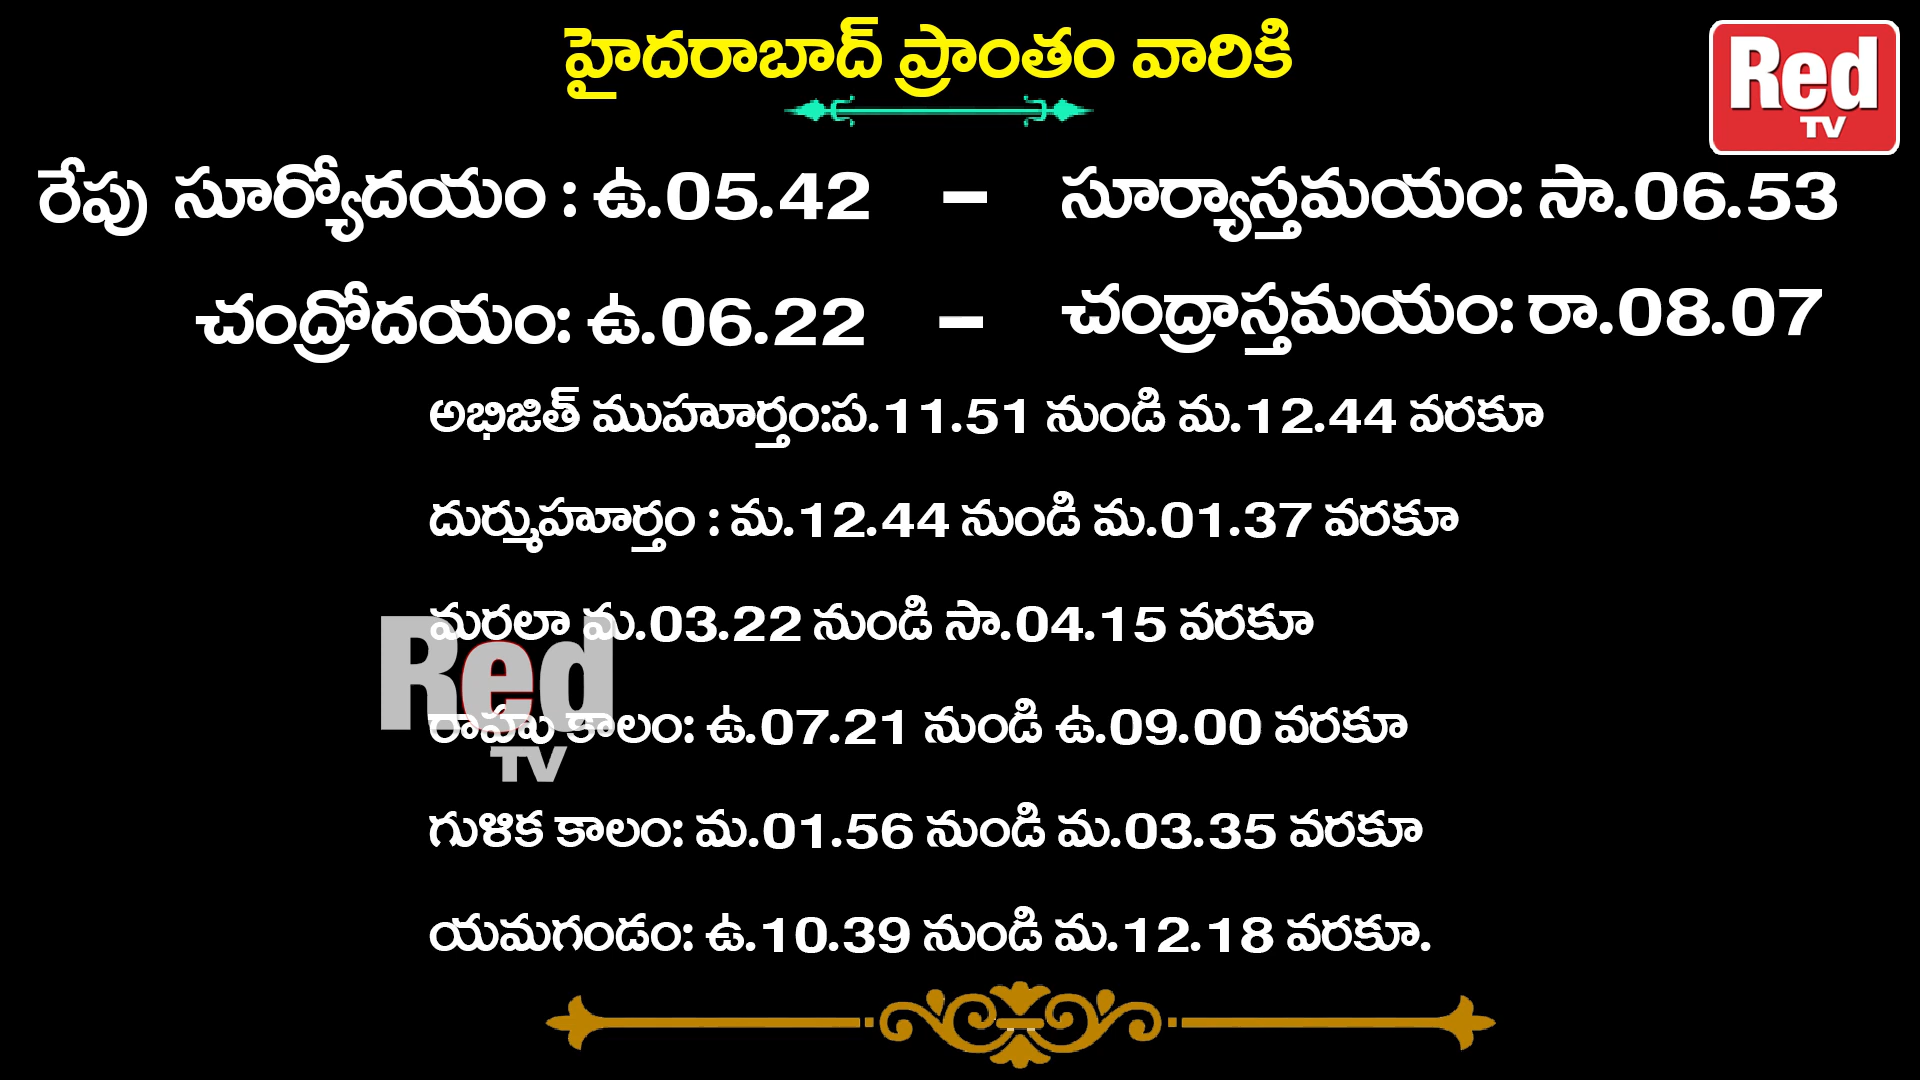 హైదరాబాద్ ప్రాంతం వారికి
Red
TV
రేపు సూర్యోదయం : ఉ.05.42 – సూర్యాస్తమయం: సా.06.53
చంద్రోదయం: ఉ.06.22 – చంద్రాస్తమయం: రా.08.07
అభిజిత్ ముహూర్తం:ప.11.51 నుండి మ.12.44 వరకూ
దుర్ముహూర్తం : మ.12.44 నుండి మ.01.37 వరకూ
మరలా మ.03.22 నుండి సా.04.15 వరకూ
Red
రాహు కాలం: ఉ.07.21 నుండి ఉ.09.00 వరకూ
TV
గుళిక కాలం: మ.01.56 నుండి మ.03.35 వరకూ
యమగండం: ఉ.10.39 నుండి మ.12.18 వరకూ.